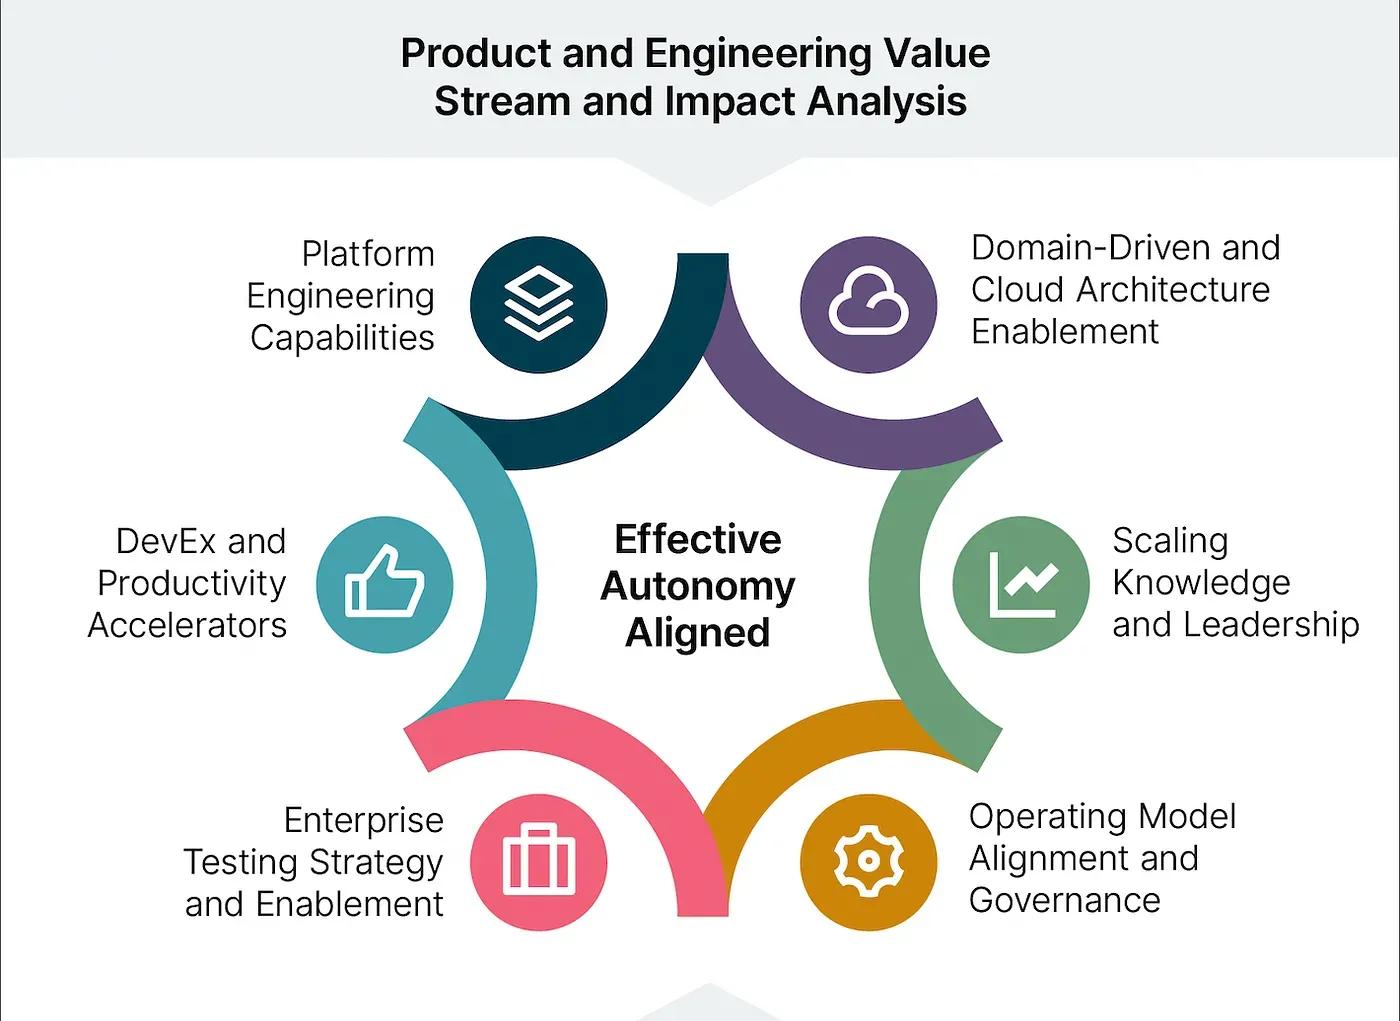 Product and Engineering Value
Stream and Impact Analysis
Platform
Engineering
Capabilities
Domain-Driven and
Cloud Architecture
Enablement
DevEx and
Productivity
Accelerators
Effective
Autonomy
Aligned
Scaling
Knowledge
and Leadership
Enterprise
Testing Strategy
and Enablement
Operating Model
Alignment and
Governance